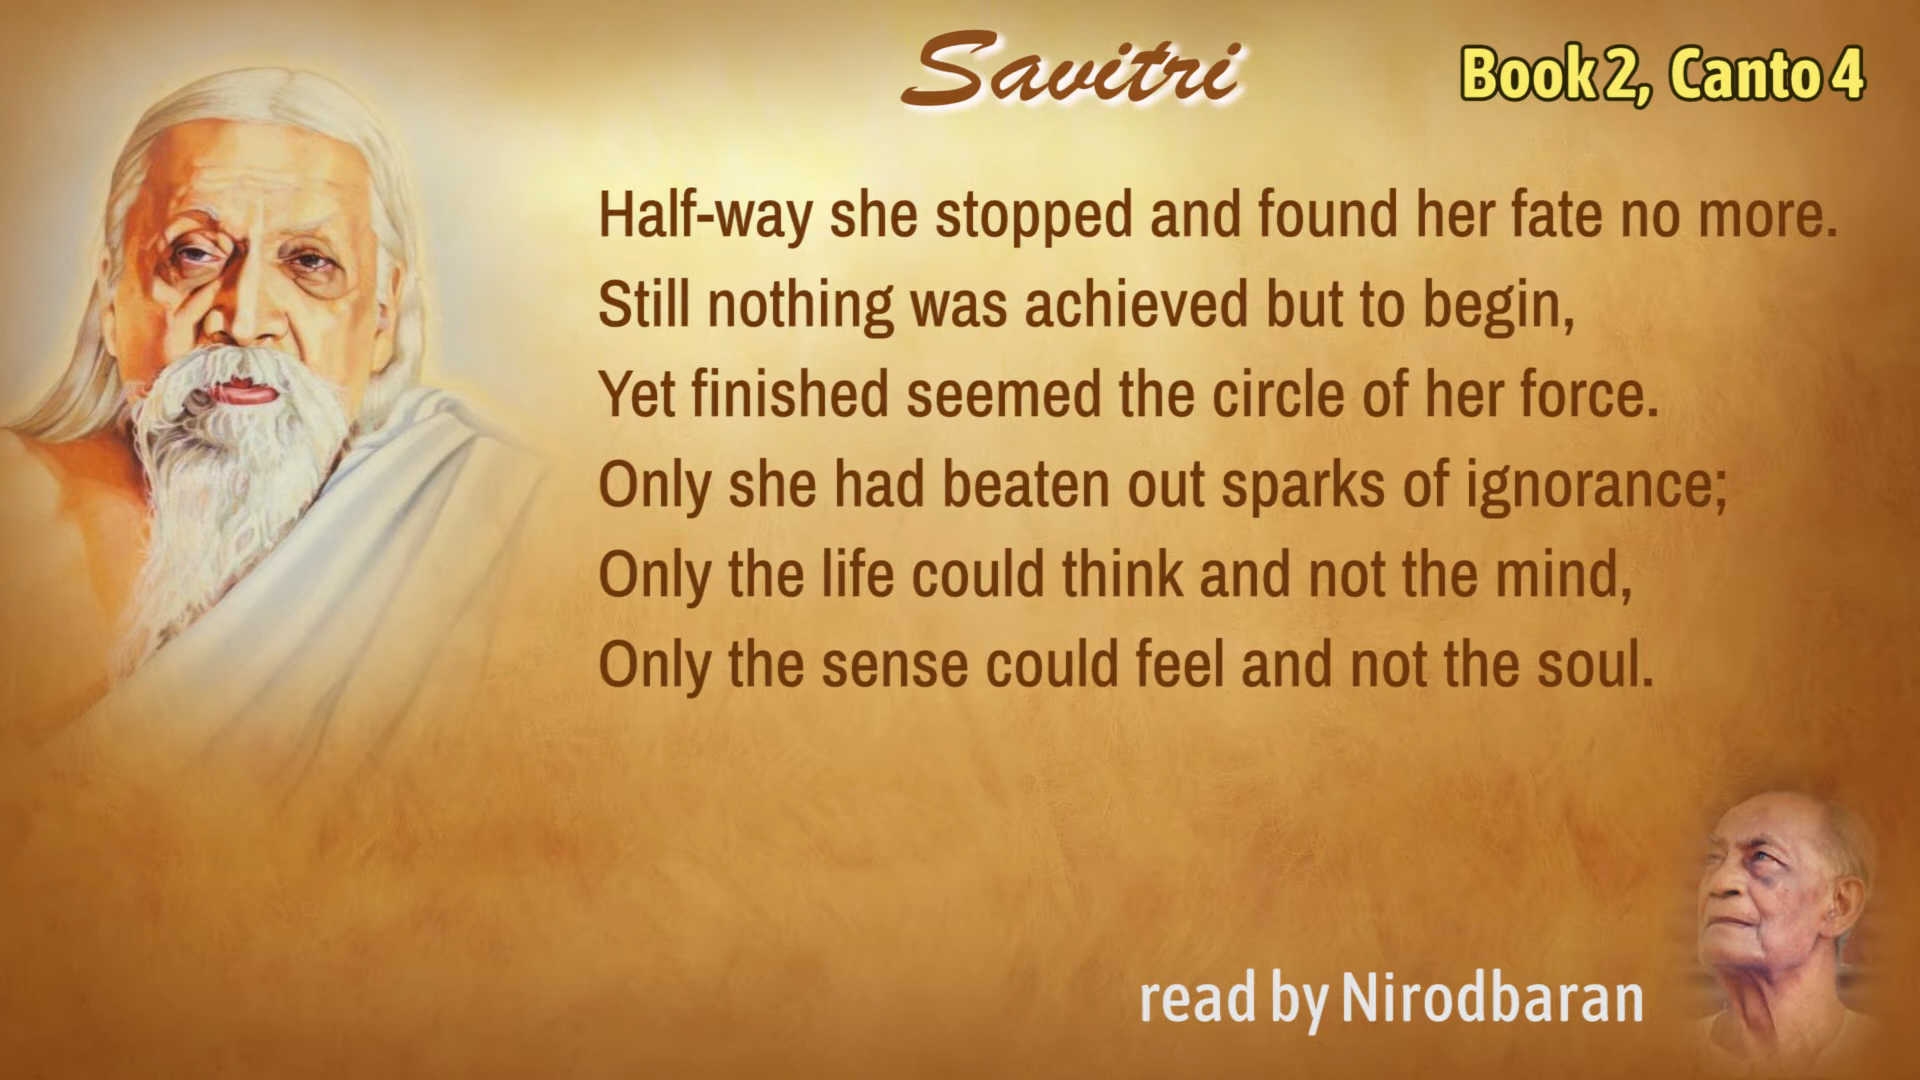 Savitri
Book 2, Canto 4
Half-way she stopped and found her fate no more.
Still nothing was achieved but to begin,
Yet finished seemed the circle of her force.
Only she had beaten out sparks of ignorance;
Only the life could think and not the mind,
Only the sense could feel and not the soul.
read by Nirodbaran